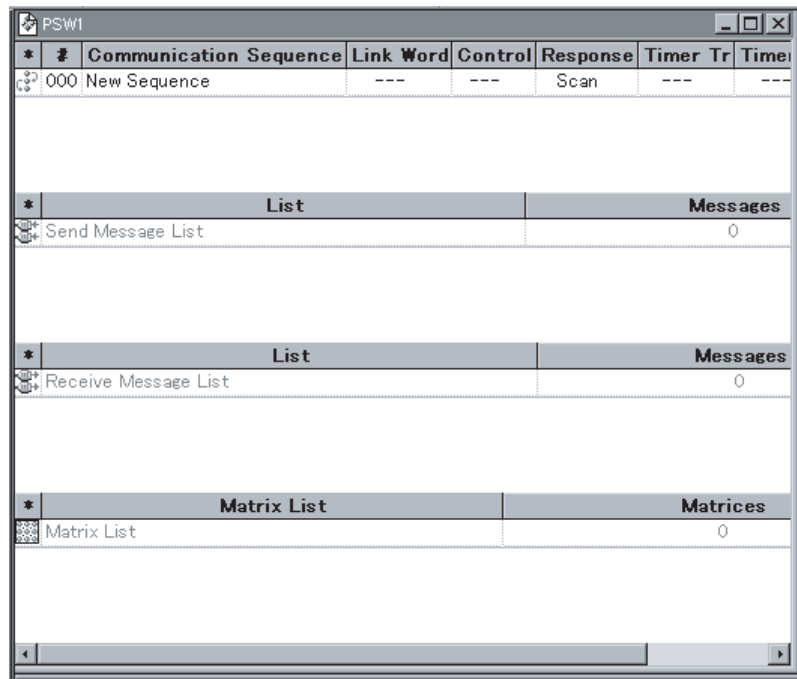 PSW1
* # Communication Sequence Link Word Control Response Timer Tr Timer
000 New Sequence --- --- Scan --- ---
* List Messages
Send Message List 0
* List Messages
Receive Message List 0
* Matrix List Matrices
Matrix List 0